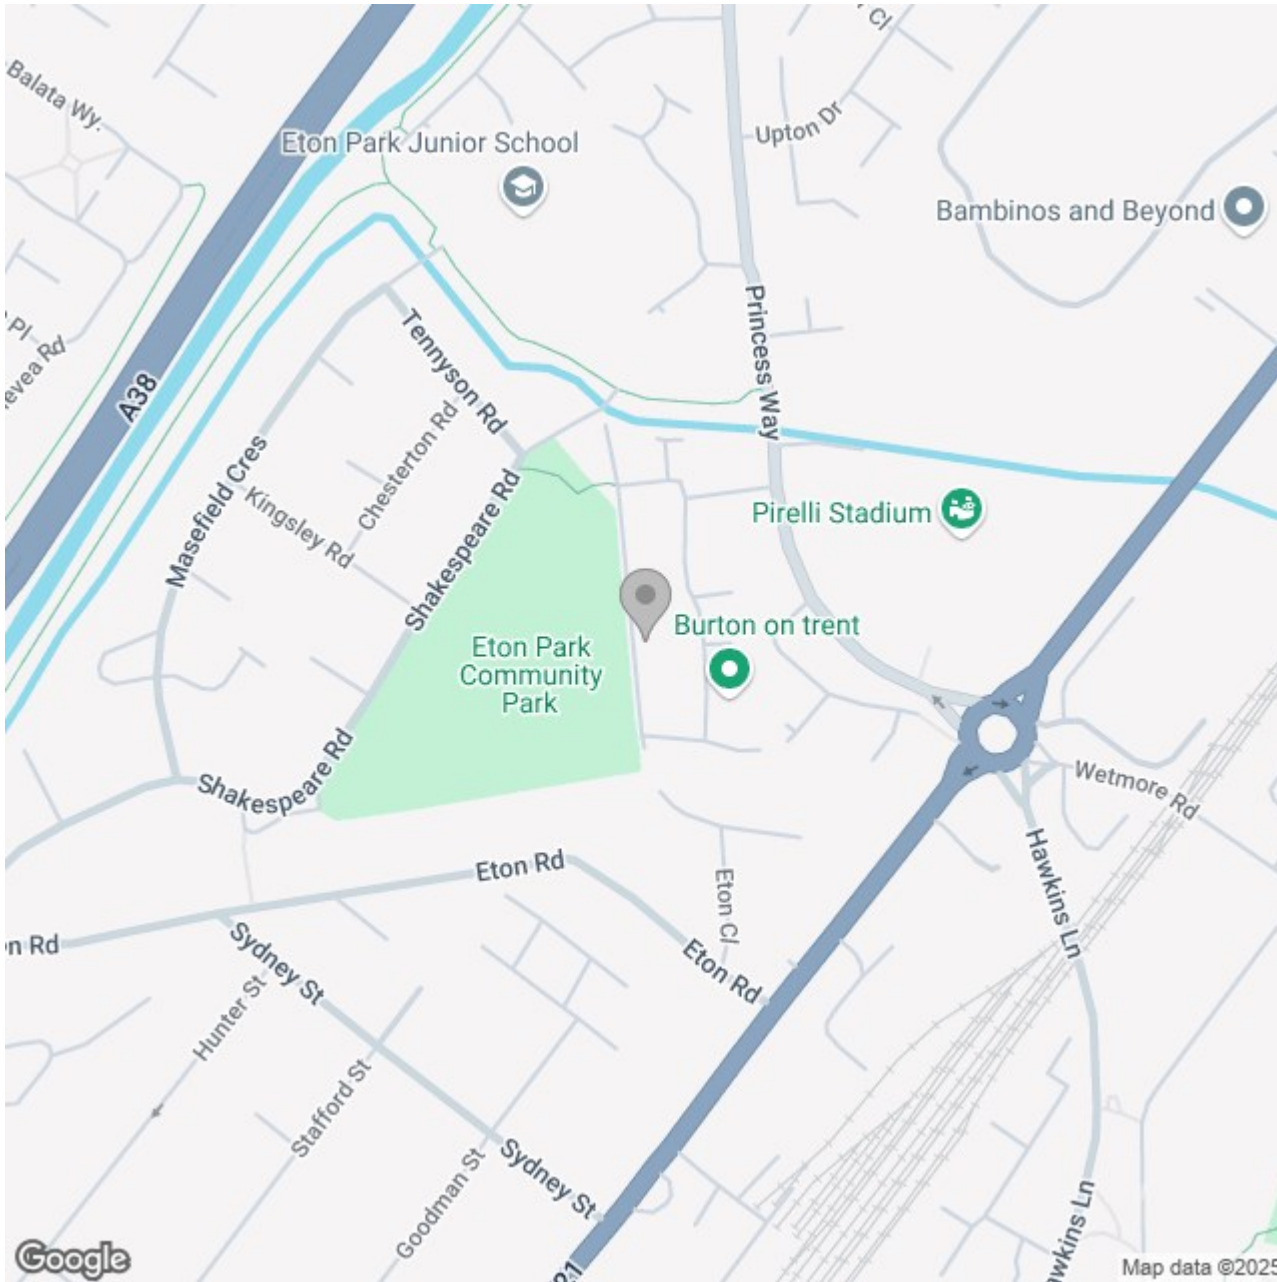 Cl
Balata Wy.
Upton Dr
Eton Park Junior School
Bambinos and Beyond
Princess Way
Pl
evea Rd
A38
Tennyson Rd
Chesterton Rd
Masefield Cres
Kingsley Rd
Shakespeare Rd
Pirelli Stadium
Burton on trent
Eton Park
Community
Park
Shakespeare Rd
Wetmore Rd
Hawkins Ln
Eton Rd
Eton Cl
n Rd
Sydney St
Eton Rd
Hunter St
Stafford St
Goodman St
Sydney St
wkins Ln
21
Google
Map data ©2025